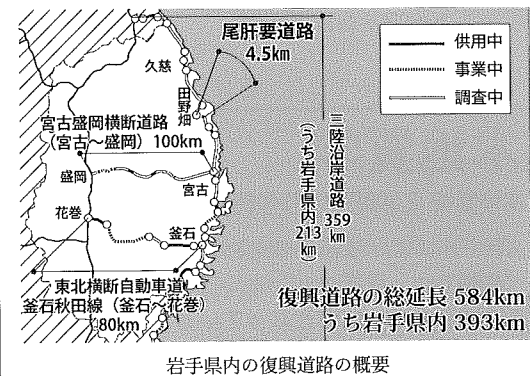 尾肝要道路
4.5km
供用中
事業中
調査中
久慈
田野畑
宮古盛岡横断道路
（宮古～盛岡）100km
盛岡
宮古
花巻
釜石
三陸沿岸道路 359km
（うち岩手県内 213km）
東北横断自動車道
釜石秋田線（釜石～花巻）
80km
復興道路の総延長 584km
うち岩手県内 393km
岩手県内の復興道路の概要